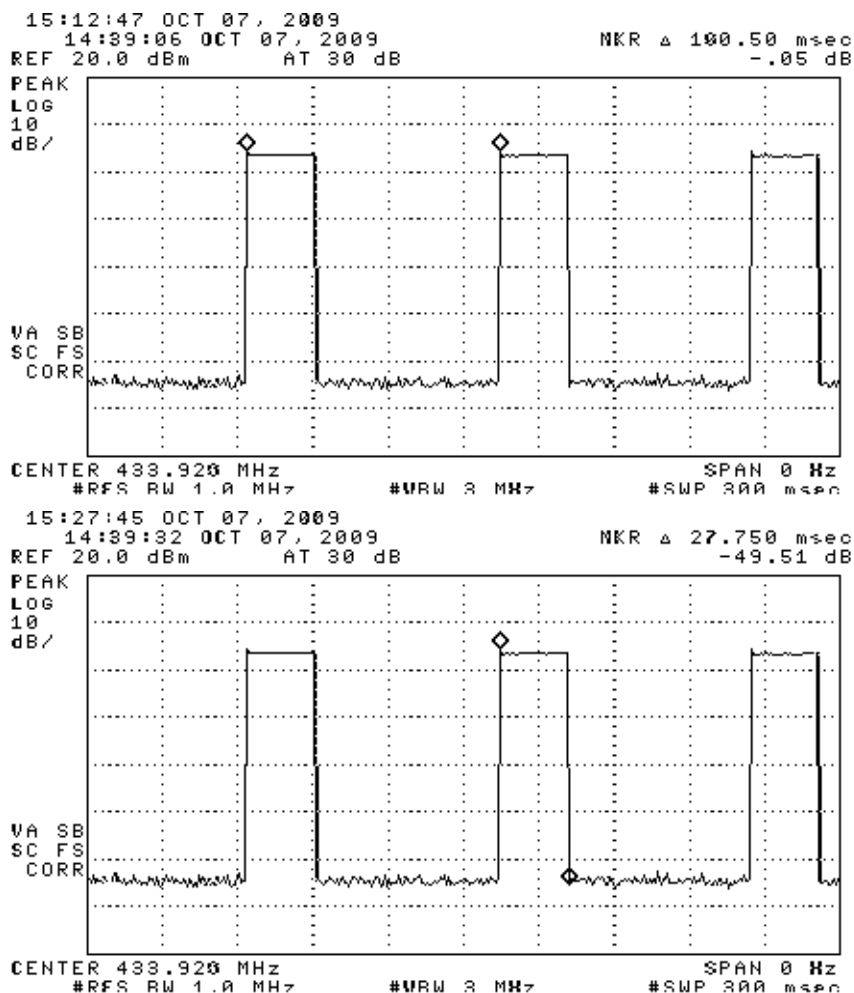 15:12:47 OCT 07, 2009
14:39:06 OCT 07, 2009
MKR Δ 100.50 msec
REF 20.0 dBm AT 30 dB -.05 dB
PEAK
LOG
10
dB/
VA SB
SC FS
CORR
CENTER 433.920 MHz SPAN 0 Hz
#RES BW 1.0 MHz #VBW 3 MHz #SWP 300 msec
15:27:45 OCT 07, 2009
14:39:32 OCT 07, 2009
MKR Δ 27.750 msec
REF 20.0 dBm AT 30 dB -49.51 dB
PEAK
LOG
10
dB/
VA SB
SC FS
CORR
CENTER 433.920 MHz SPAN 0 Hz
#RES BW 1.0 MHz #VBW 3 MHz #SWP 300 msec